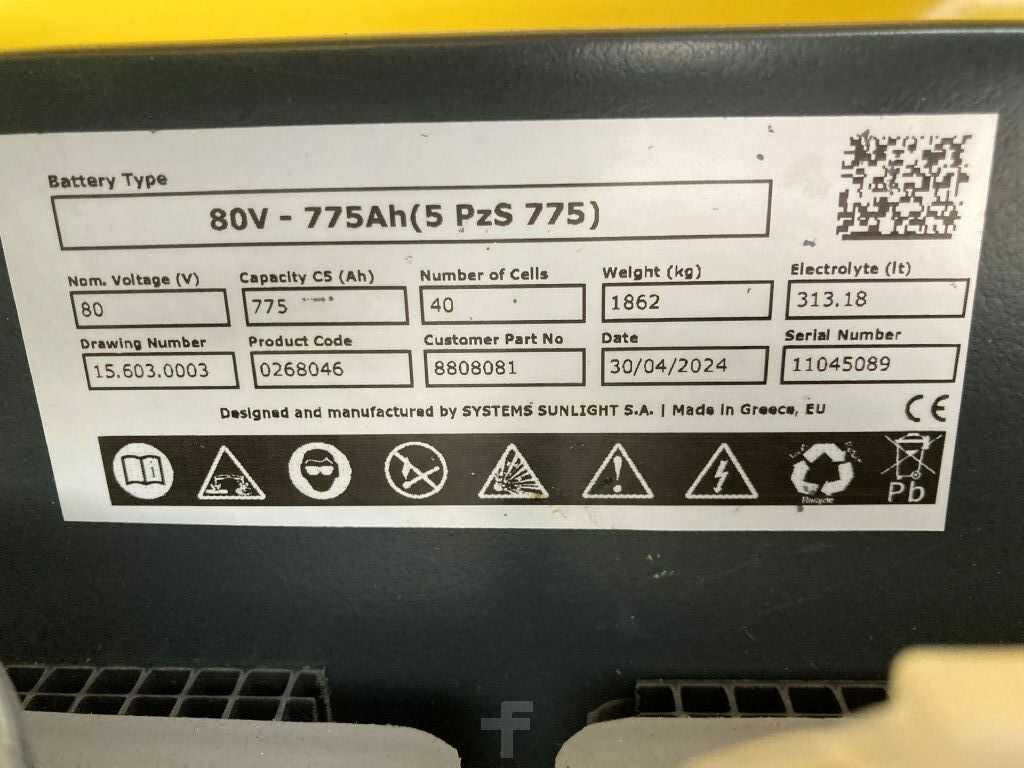 Battery Type
80V - 775Ah(5 PzS 775)
Nom. Voltage (V) Capacity C5 (Ah) Number of Cells Weight (kg) Electrolyte (lt)
80 775 40 1862 313.18
Drawing Number Product Code Customer Part No Date Serial Number
15.603.0003 0268046 8808081 30/04/2024 11045089
Designed and manufactured by SYSTEMS SUNLIGHT S.A. | Made in Greece, EU CE
Recycle Pb